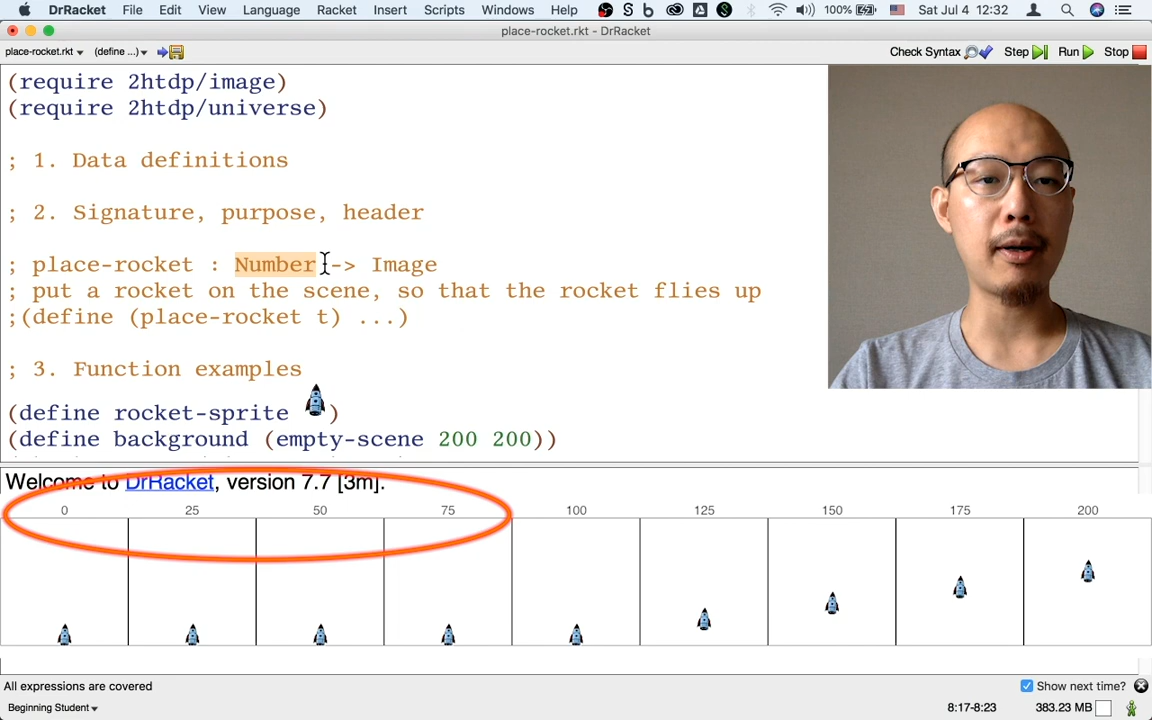 DrRacket File Edit View Language Racket Insert Scripts Windows Help 100% Sat Jul 4 12:32
place-rocket.rkt - DrRacket
place-rocket.rkt (define ...) Check Syntax Step Run Stop
(require 2htdp/image)
(require 2htdp/universe)
; 1. Data definitions
; 2. Signature, purpose, header
; place-rocket : Number -> Image
; put a rocket on the scene, so that the rocket flies up
;(define (place-rocket t) ...)
; 3. Function examples
(define rocket-sprite )
(define background (empty-scene 200 200))
Welcome to DrRacket, version 7.7 [3m].
0 25 50 75 100 125 150 175 200
All expressions are covered Show next time?
Beginning Student 8:17-8:23 383.23 MB